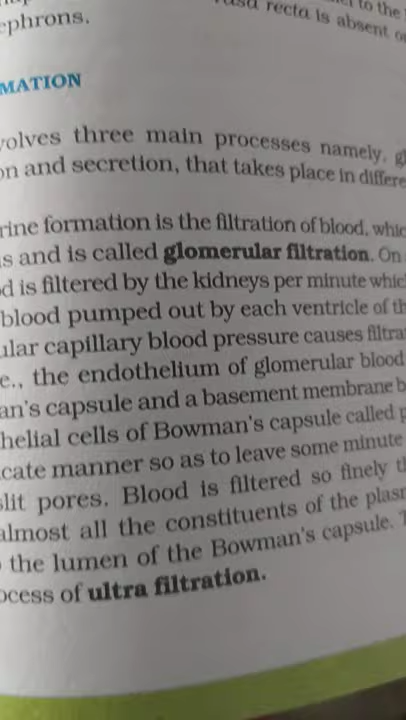 ephrons.
recta is absent
MATION
volves three main processes namely, gl
on and secretion, that takes place in differe
rine formation is the filtration of blood, whic
s and is called glomerular filtration. On
d is filtered by the kidneys per minute whic
blood pumped out by each ventricle of th
ular capillary blood pressure causes filtra
e., the endothelium of glomerular blood
an's capsule and a basement membrane b
helial cells of Bowman's capsule called p
cate manner so as to leave some minute
slit pores. Blood is filtered so finely th
almost all the constituents of the plasm
the lumen of the Bowman's capsule. T
ocess of ultra filtration.